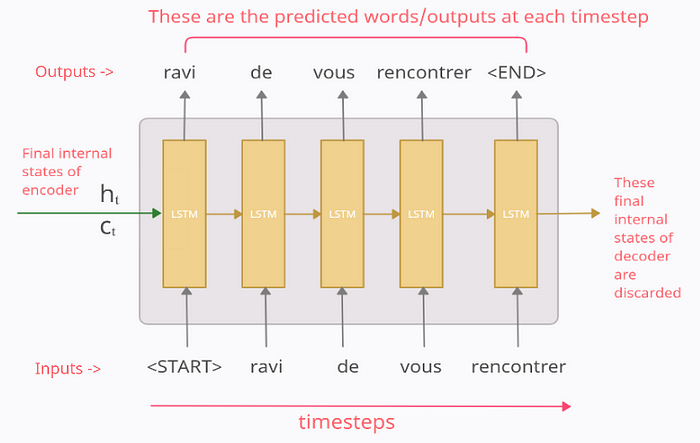 These are the predicted words/outputs at each timestep
Outputs -> ravi de vous rencontrer <END>
Final internal
states of
encoder
hₜ
cₜ
LSTM LSTM LSTM LSTM LSTM
These
final
internal
states of
decoder
are
discarded
Inputs -> <START> ravi de vous rencontrer
timesteps